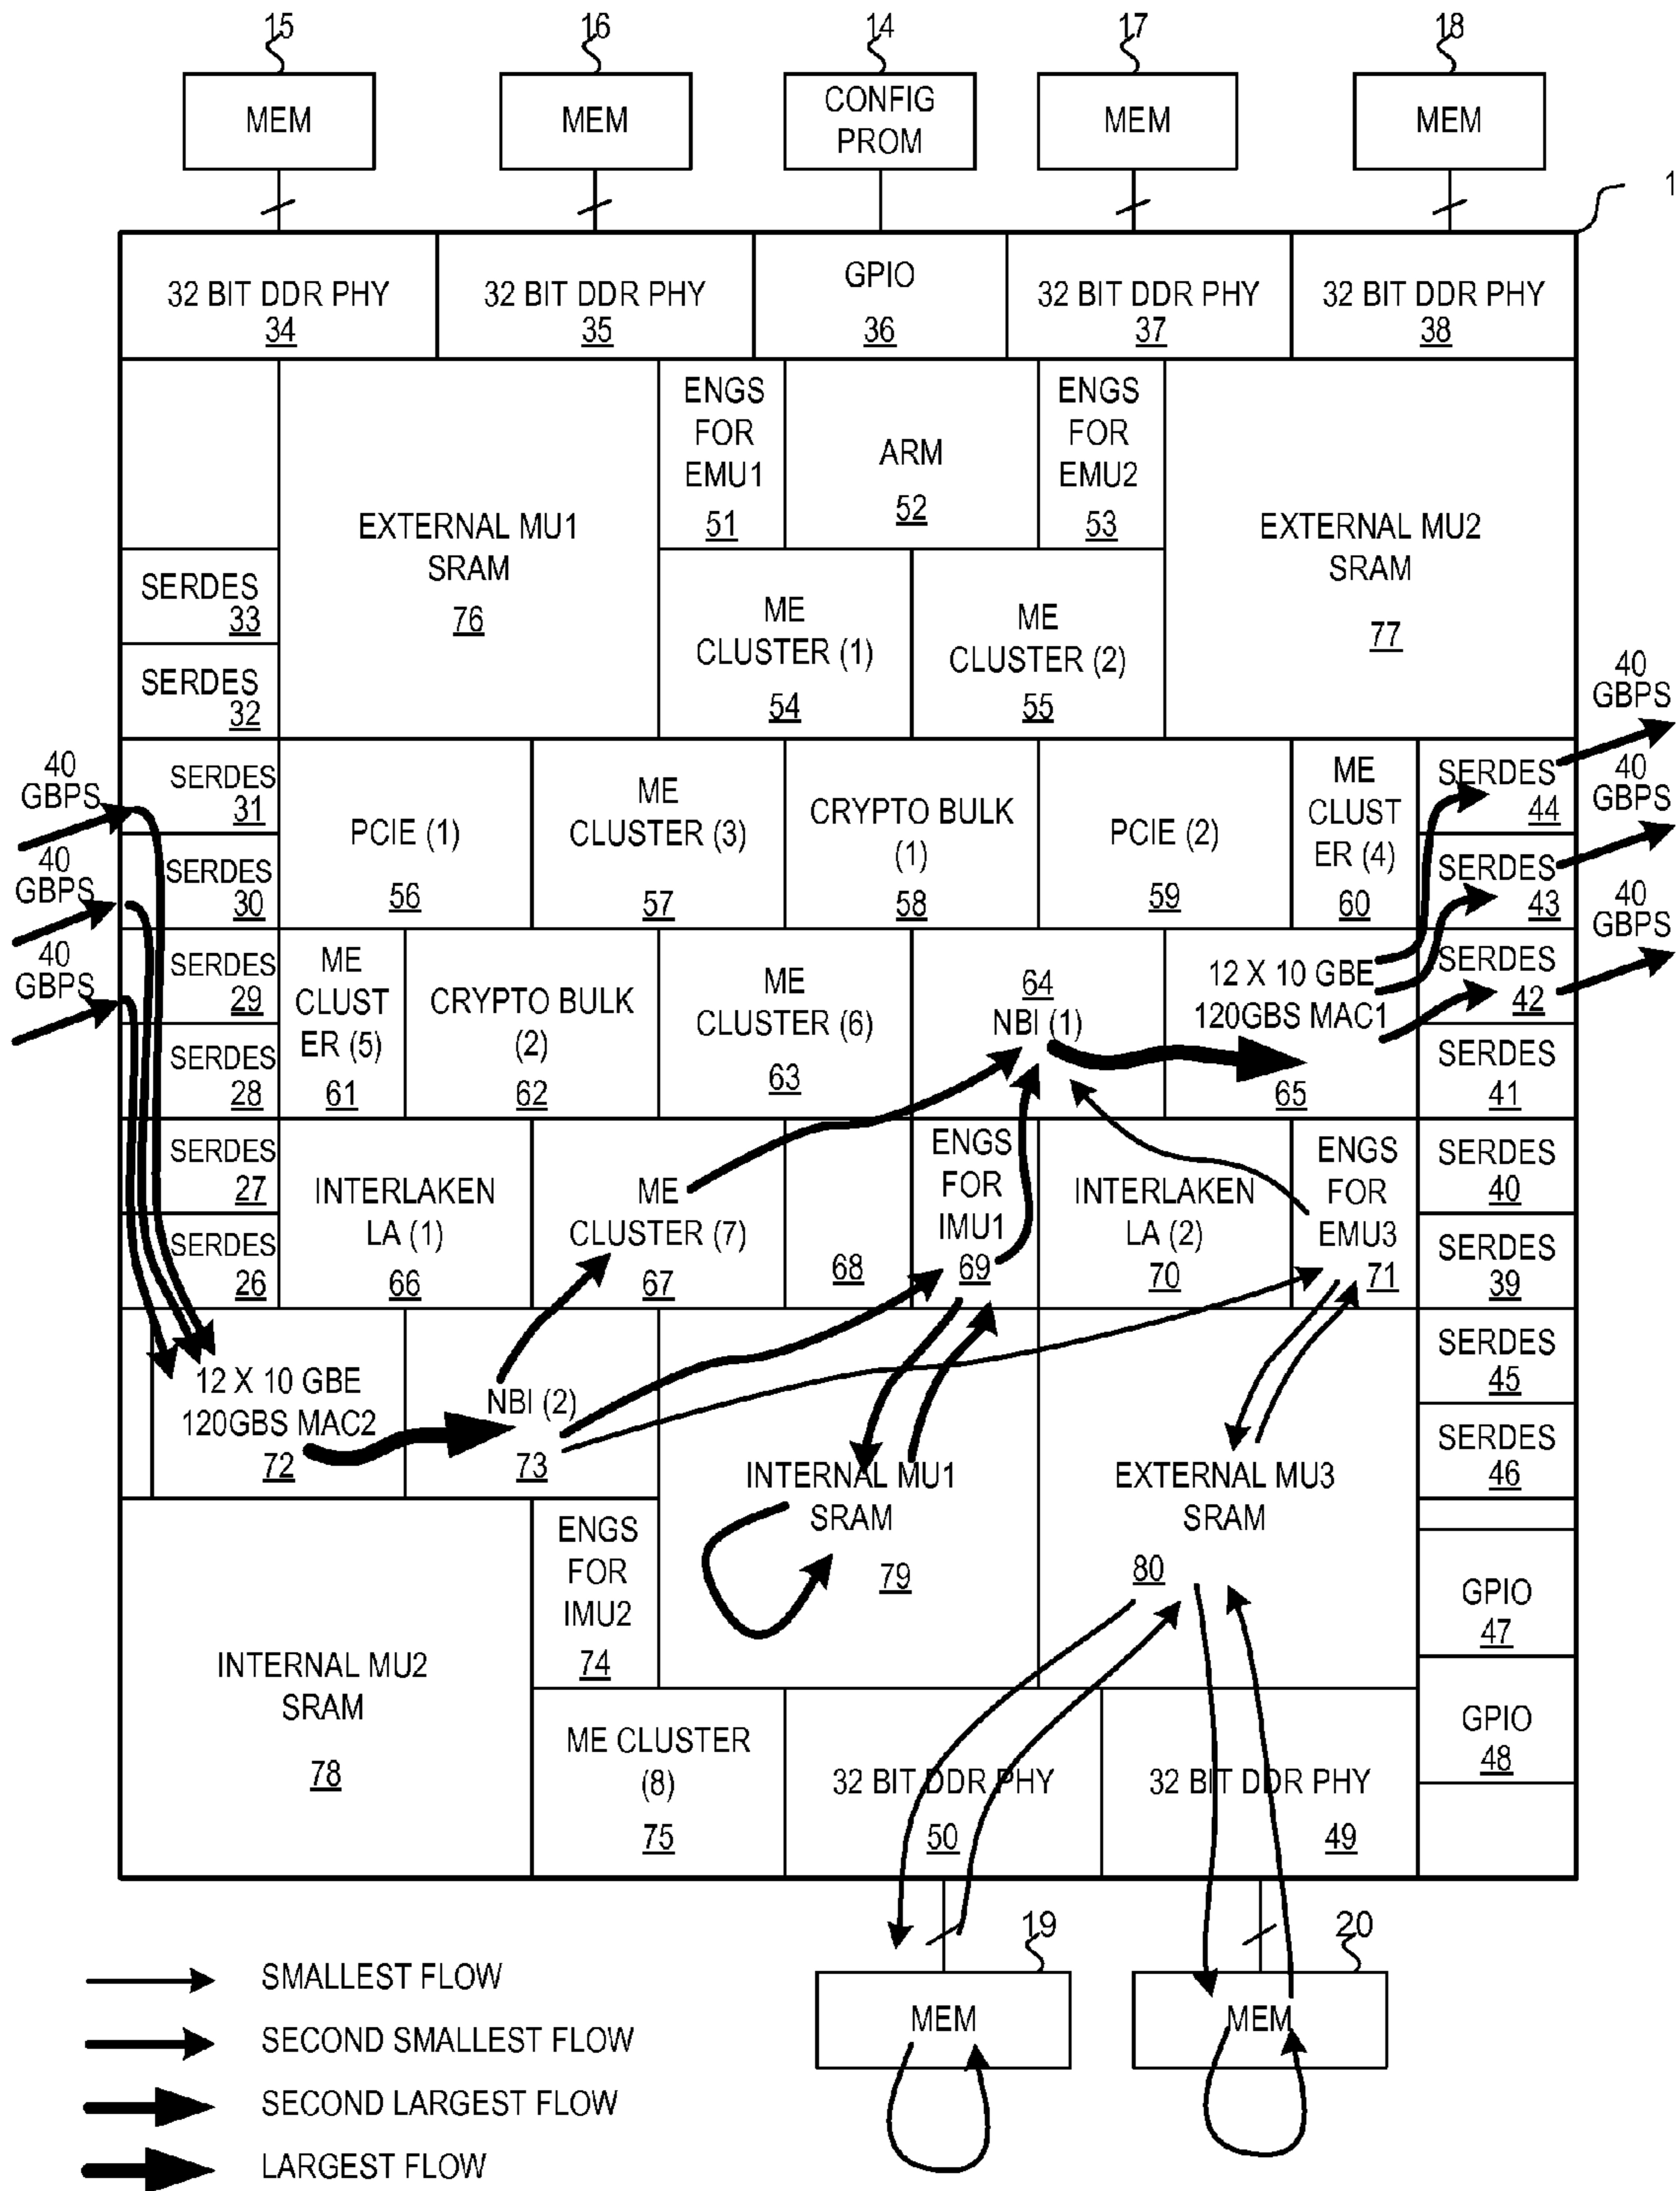 15
16
14
17
18
MEM
MEM
CONFIG
PROM
MEM
MEM
1
32 BIT DDR PHY
34
32 BIT DDR PHY
35
GPIO
36
32 BIT DDR PHY
37
32 BIT DDR PHY
38
EXTERNAL MU1
SRAM
76
ENGS
FOR
EMU1
51
ARM
52
ENGS
FOR
EMU2
53
EXTERNAL MU2
SRAM
77
SERDES
33
SERDES
32
ME
CLUSTER (1)
54
ME
CLUSTER (2)
55
40
GBPS
40
GBPS
40
GBPS
SERDES
31
SERDES
30
PCIE (1)
56
ME
CLUSTER (3)
57
CRYPTO BULK
(1)
58
PCIE (2)
59
ME
CLUST
ER (4)
60
SERDES
44
SERDES
43
40
GBPS
40
GBPS
40
GBPS
SERDES
29
SERDES
28
ME
CLUST
ER (5)
61
CRYPTO BULK
(2)
62
ME
CLUSTER (6)
63
64
NBI (1)
12 X 10 GBE
120GBS MAC1
65
SERDES
42
SERDES
41
SERDES
27
SERDES
26
INTERLAKEN
LA (1)
66
ME
CLUSTER (7)
67
68
ENGS
FOR
IMU1
69
INTERLAKEN
LA (2)
70
ENGS
FOR
EMU3
71
SERDES
40
SERDES
39
12 X 10 GBE
120GBS MAC2
72
NBI (2)
73
INTERNAL MU1
SRAM
79
EXTERNAL MU3
SRAM
80
SERDES
45
SERDES
46
INTERNAL MU2
SRAM
78
ENGS
FOR
IMU2
74
GPIO
47
GPIO
48
ME CLUSTER
(8)
75
32 BIT DDR PHY
50
32 BIT DDR PHY
49
19
20
MEM
MEM
SMALLEST FLOW
SECOND SMALLEST FLOW
SECOND LARGEST FLOW
LARGEST FLOW